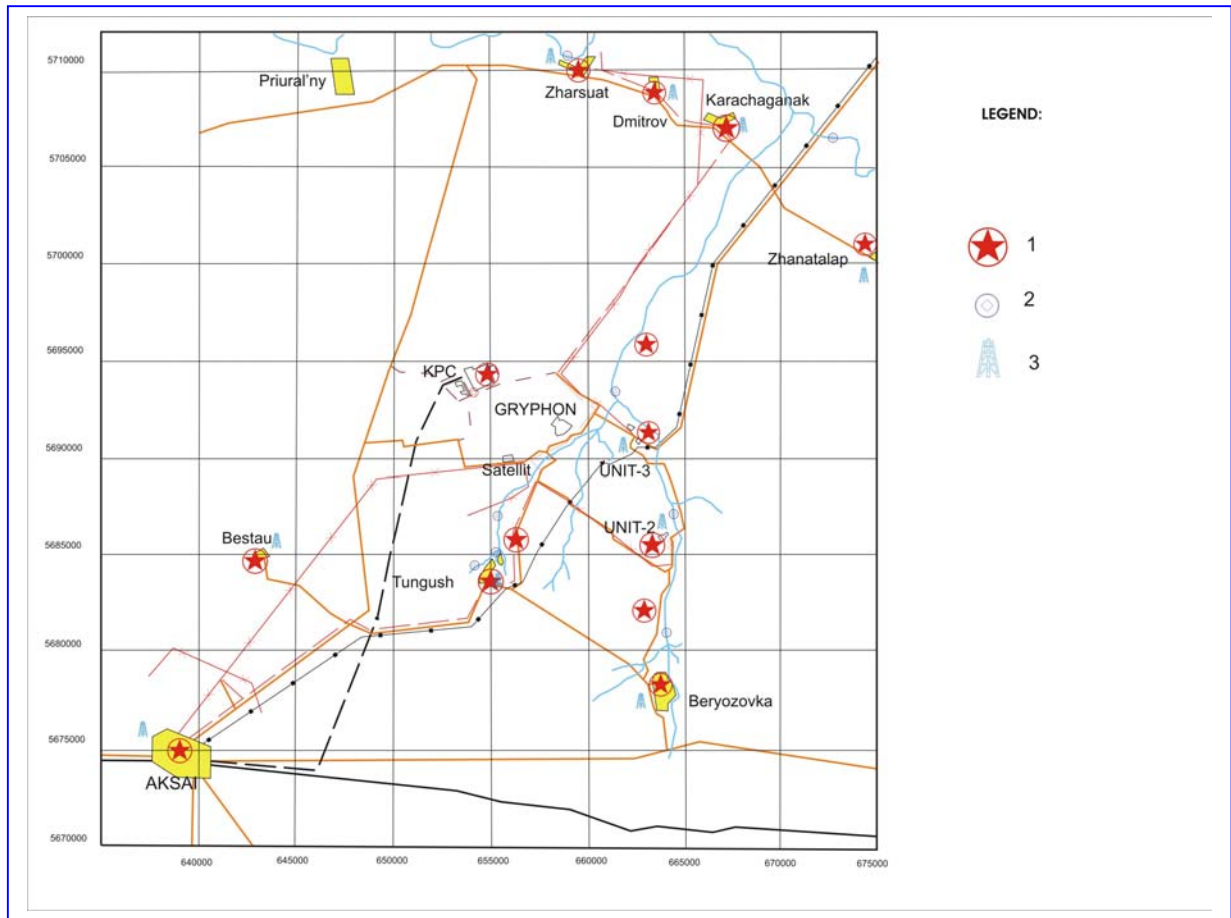 5710000
Priural'ny
Zharsuat
Karachaganak
LEGEND:
Dmitrov
5705000
1
5700000
Zhanatalap
2
3
5695000
KPC
GRYPHON
5690000
Satellit
UNIT-3
UNIT-2
Bestau
5685000
Tungush
5680000
Beryozovka
5675000
AKSAI
5670000
640000 645000 650000 655000 660000 665000 670000 675000